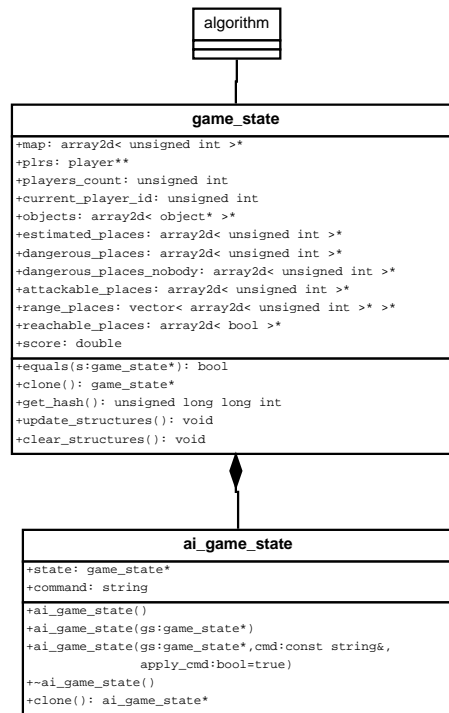 algorithm
game_state
+map: array2d< unsigned int >*
+plrs: player**
+players_count: unsigned int
+current_player_id: unsigned int
+objects: array2d< object* >*
+estimated_places: array2d< unsigned int >*
+dangerous_places: array2d< unsigned int >*
+dangerous_places_nobody: array2d< unsigned int >*
+attackable_places: array2d< unsigned int >*
+range_places: vector< array2d< unsigned int >* >*
+reachable_places: array2d< bool >*
+score: double
+equals(s:game_state*): bool
+clone(): game_state*
+get_hash(): unsigned long long int
+update_structures(): void
+clear_structures(): void
ai_game_state
+state: game_state*
+command: string
+ai_game_state()
+ai_game_state(gs:game_state*)
+ai_game_state(gs:game_state*,cmd:const string&,
apply_cmd:bool=true)
+~ai_game_state()
+clone(): ai_game_state*